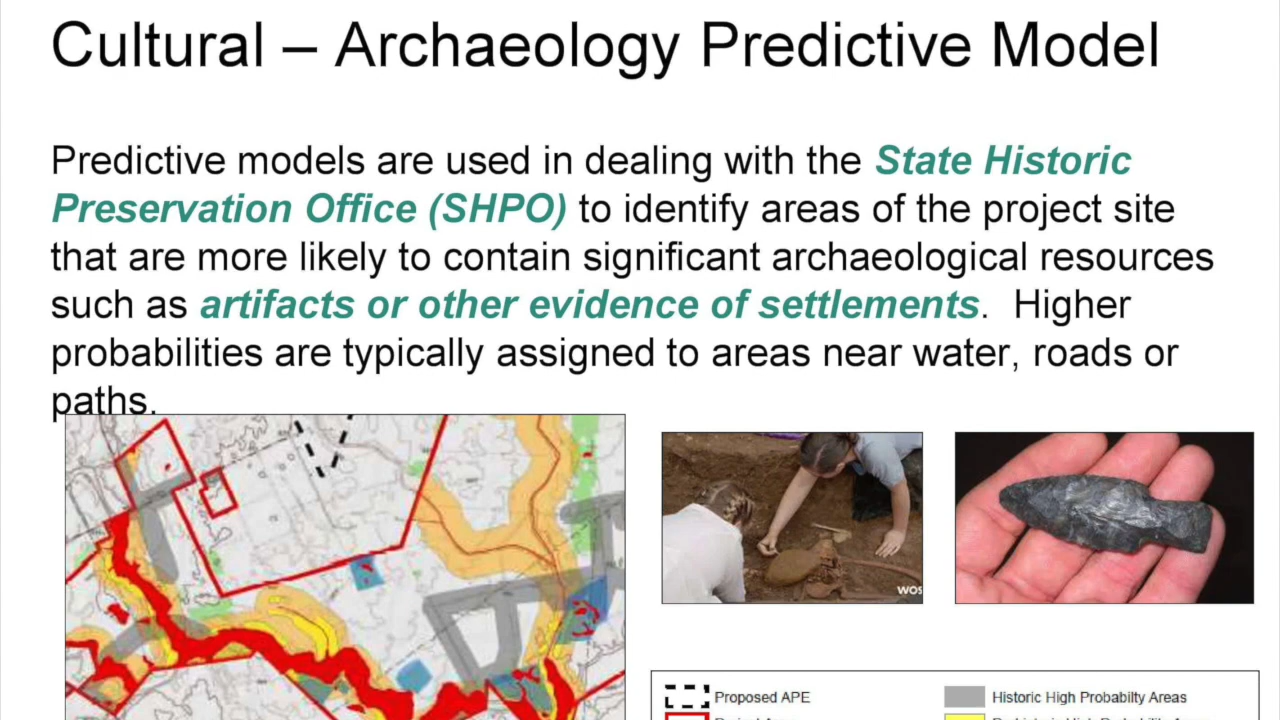 Cultural – Archaeology Predictive Model
Predictive models are used in dealing with the State Historic
Preservation Office (SHPO) to identify areas of the project site
that are more likely to contain significant archaeological resources
such as artifacts or other evidence of settlements. Higher
probabilities are typically assigned to areas near water, roads or
paths.
WOS
Proposed APE
Historic High Probabilty Areas